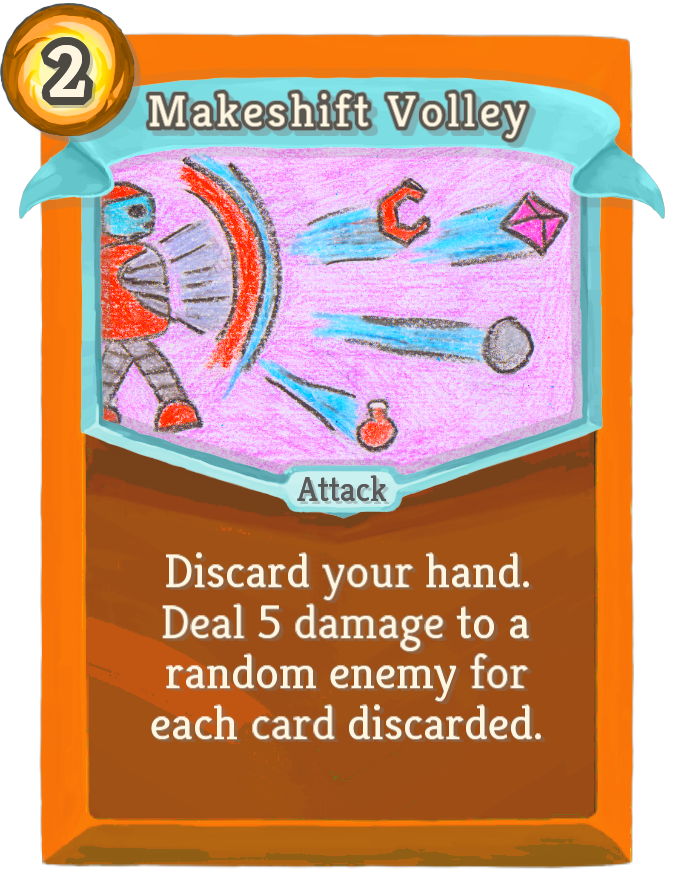 2
Makeshift Volley
Attack
Discard your hand.
Deal 5 damage to a
random enemy for
each card discarded.